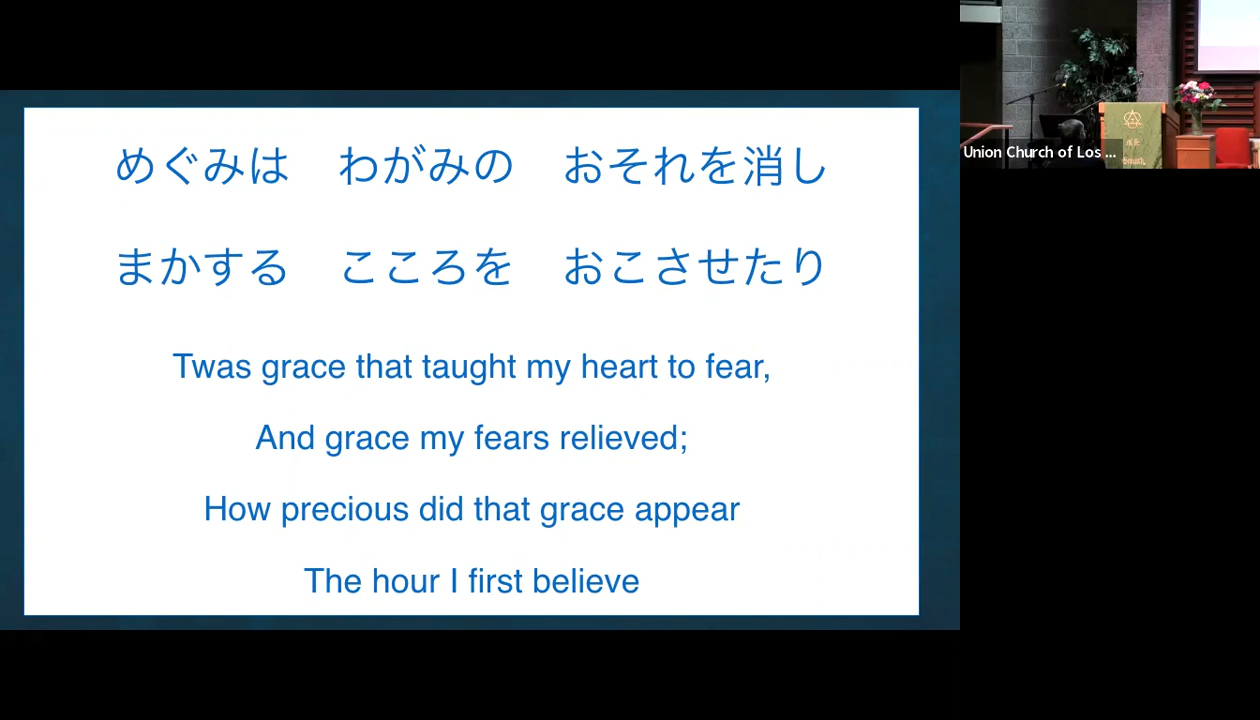 めぐみは　わがみの　おそれを消し
まかする　こころを　おこさせたり
Twas grace that taught my heart to fear,
And grace my fears relieved;
How precious did that grace appear
The hour I first believe
Union Church of Los ...